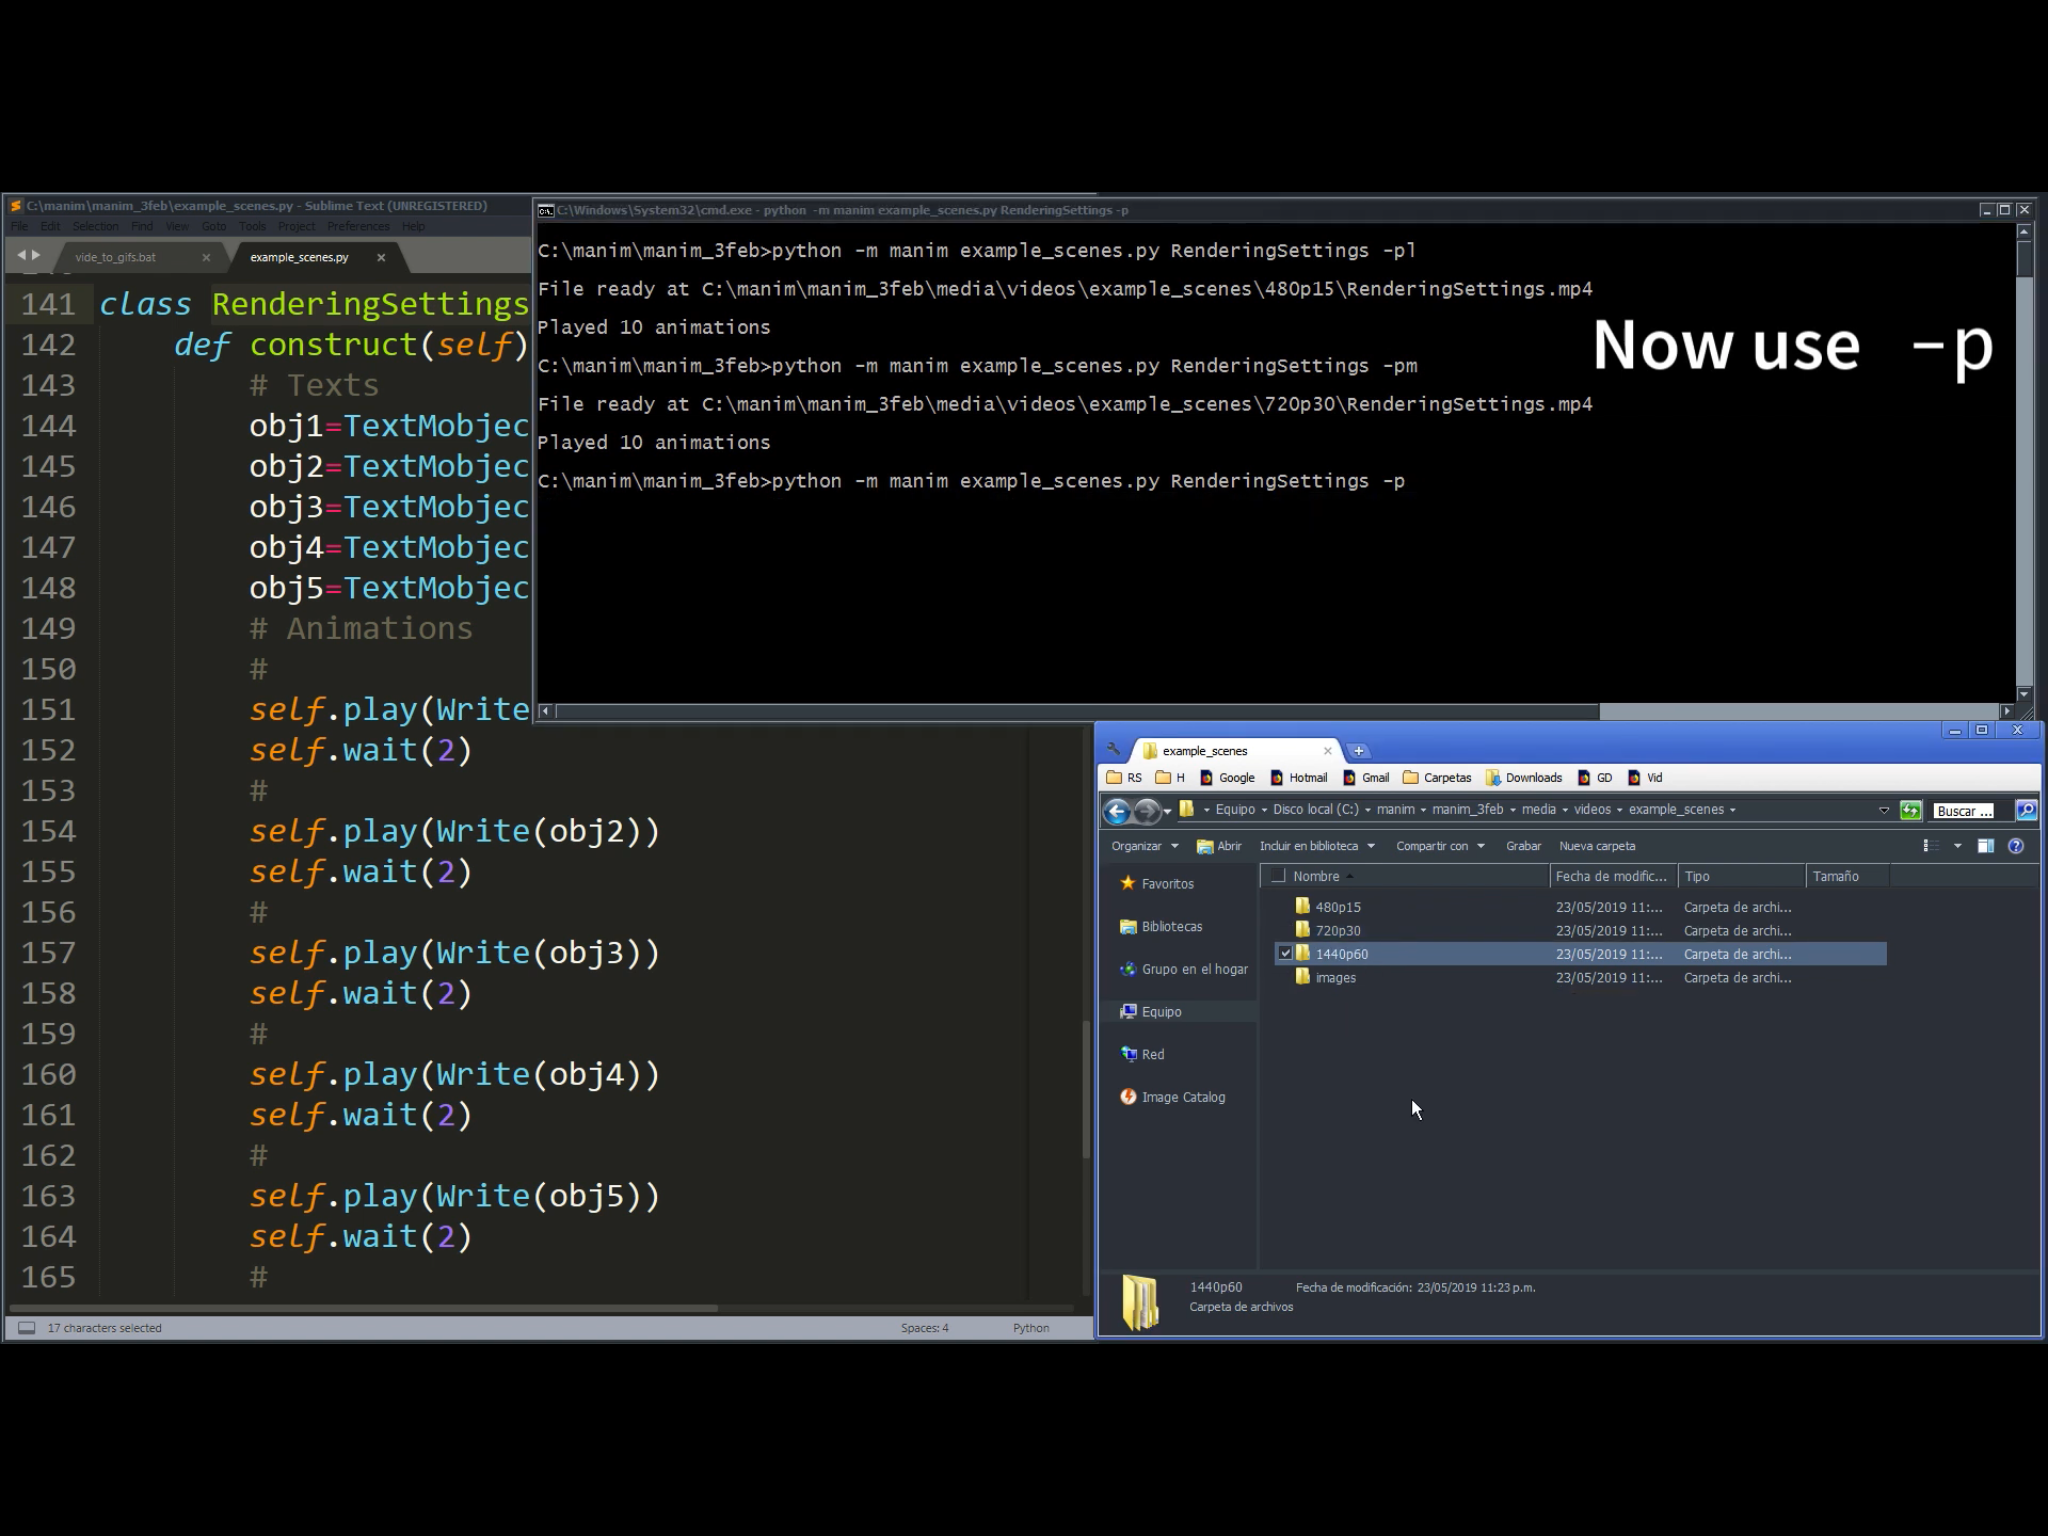 C:\manim\manim_3feb\example_scenes.py - Sublime Text (UNREGISTERED)
File Edit Selection Find View Goto Tools Project Preferences Help
vide_to_gifs.bat
example_scenes.py
141 class RenderingSettings
142 def construct(self)
143 # Texts
144 obj1=TextMobjec
145 obj2=TextMobjec
146 obj3=TextMobjec
147 obj4=TextMobjec
148 obj5=TextMobjec
149 # Animations
150 #
151 self.play(Write
152 self.wait(2)
153 #
154 self.play(Write(obj2))
155 self.wait(2)
156 #
157 self.play(Write(obj3))
158 self.wait(2)
159 #
160 self.play(Write(obj4))
161 self.wait(2)
162 #
163 self.play(Write(obj5))
164 self.wait(2)
165 #
17 characters selected
Spaces: 4
Python
C:\Windows\System32\cmd.exe - python -m manim example_scenes.py RenderingSettings -p
C:\manim\manim_3feb>python -m manim example_scenes.py RenderingSettings -pl
File ready at C:\manim\manim_3feb\media\videos\example_scenes\480p15\RenderingSettings.mp4
Played 10 animations
C:\manim\manim_3feb>python -m manim example_scenes.py RenderingSettings -pm
File ready at C:\manim\manim_3feb\media\videos\example_scenes\720p30\RenderingSettings.mp4
Played 10 animations
C:\manim\manim_3feb>python -m manim example_scenes.py RenderingSettings -p
Now use -p
example_scenes
RS H Google Hotmail Gmail Carpetas Downloads GD Vid
Equipo Disco local (C:) manim manim_3feb media videos example_scenes
Buscar ...
Organizar Abrir Incluir en biblioteca Compartir con Grabar Nueva carpeta
Favoritos
Bibliotecas
Grupo en el hogar
Equipo
Red
Image Catalog
Nombre Fecha de modific... Tipo Tamaño
480p15 23/05/2019 11:... Carpeta de archi...
720p30 23/05/2019 11:... Carpeta de archi...
1440p60 23/05/2019 11:... Carpeta de archi...
images 23/05/2019 11:... Carpeta de archi...
1440p60 Fecha de modificación: 23/05/2019 11:23 p.m.
Carpeta de archivos